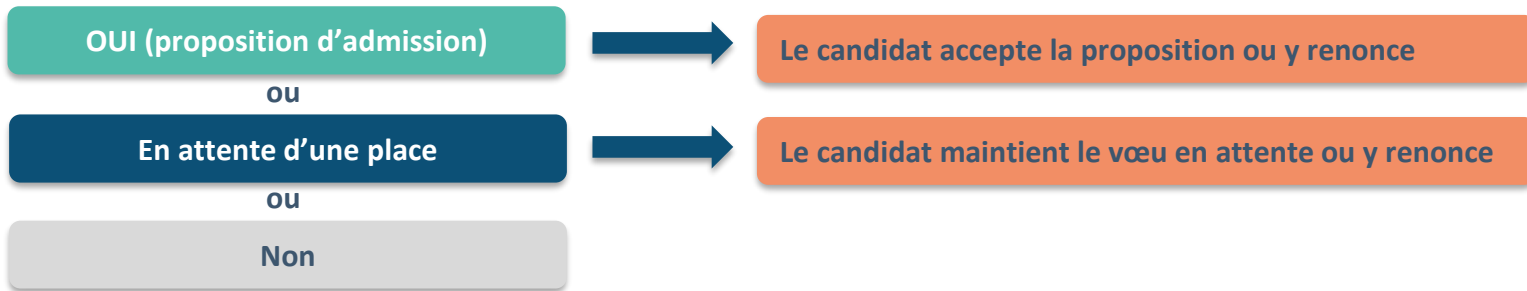 OUI (proposition d’admission)
Le candidat accepte la proposition ou y renonce
ou
En attente d’une place
Le candidat maintient le vœu en attente ou y renonce
ou
Non